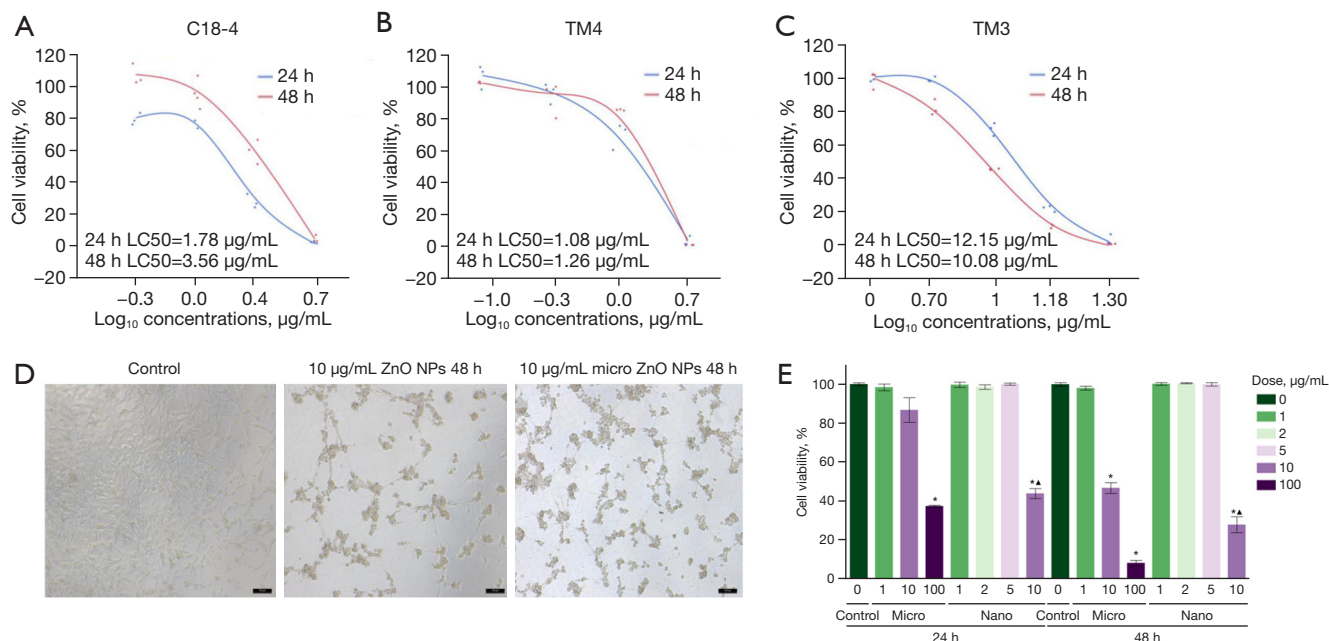 A
C18-4
120
100
80
60
40
20
0
−20
Cell viability, %
24 h
48 h
24 h LC50=1.78 µg/mL
48 h LC50=3.56 µg/mL
−0.3 0.0 0.4 0.7
Log₁₀ concentrations, µg/mL
B
TM4
120
100
80
60
40
20
0
−20
Cell viability, %
24 h
48 h
24 h LC50=1.08 µg/mL
48 h LC50=1.26 µg/mL
−1.0 −0.3 0.0 0.7
Log₁₀ concentrations, µg/mL
C
TM3
120
100
80
60
40
20
0
−20
Cell viability, %
24 h
48 h
24 h LC50=12.15 µg/mL
48 h LC50=10.08 µg/mL
0 0.70 1 1.18 1.30
Log₁₀ concentrations, µg/mL
D
Control
10 µg/mL ZnO NPs 48 h
10 µg/mL micro ZnO NPs 48 h
E
100
80
60
40
20
0
Cell viability, %
*
*▲
*
*
*▲
Dose, µg/mL
0
1
2
5
10
100
0 1 10 100 1 2 5 10 0 1 10 100 1 2 5 10
Control Micro Nano Control Micro Nano
24 h 48 h